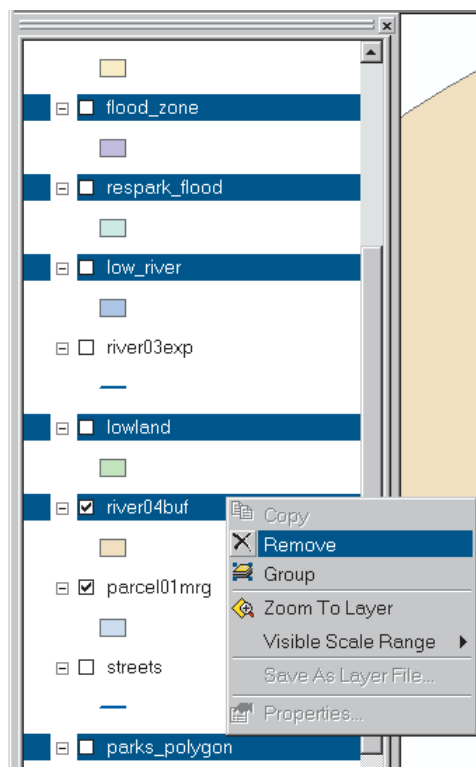 flood_zone
respark_flood
low_river
river03exp
lowland
river04buf
Copy
Remove
Group
Zoom To Layer
Visible Scale Range
Save As Layer File...
Properties...
parcel01mrg
streets
parks_polygon